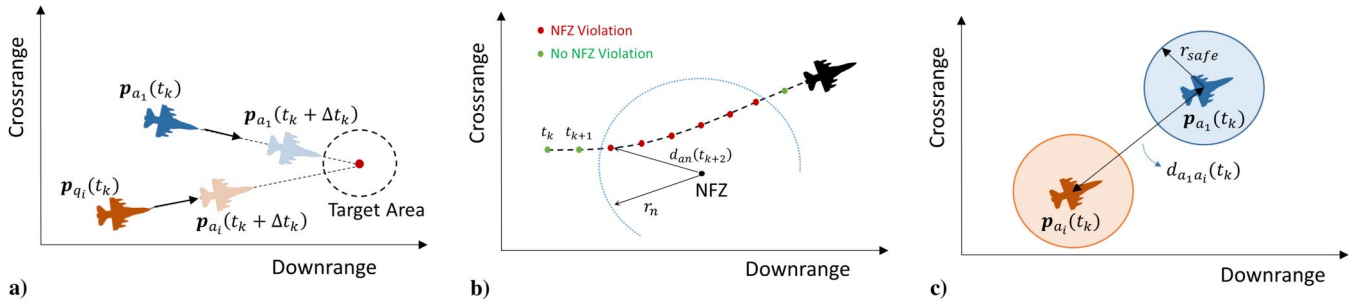 Crossrange
𝒑_{a_1}(t_k)
𝒑_{a_1}(t_k + Δt_k)
𝒑_{q_i}(t_k)
𝒑_{a_i}(t_k + Δt_k)
Target Area
Downrange
a)
Crossrange
NFZ Violation
No NFZ Violation
t_k t_{k+1}
d_{an}(t_{k+2})
NFZ
r_n
Downrange
b)
Crossrange
r_{safe}
𝒑_{a_1}(t_k)
d_{a_1a_i}(t_k)
𝒑_{a_i}(t_k)
Downrange
c)